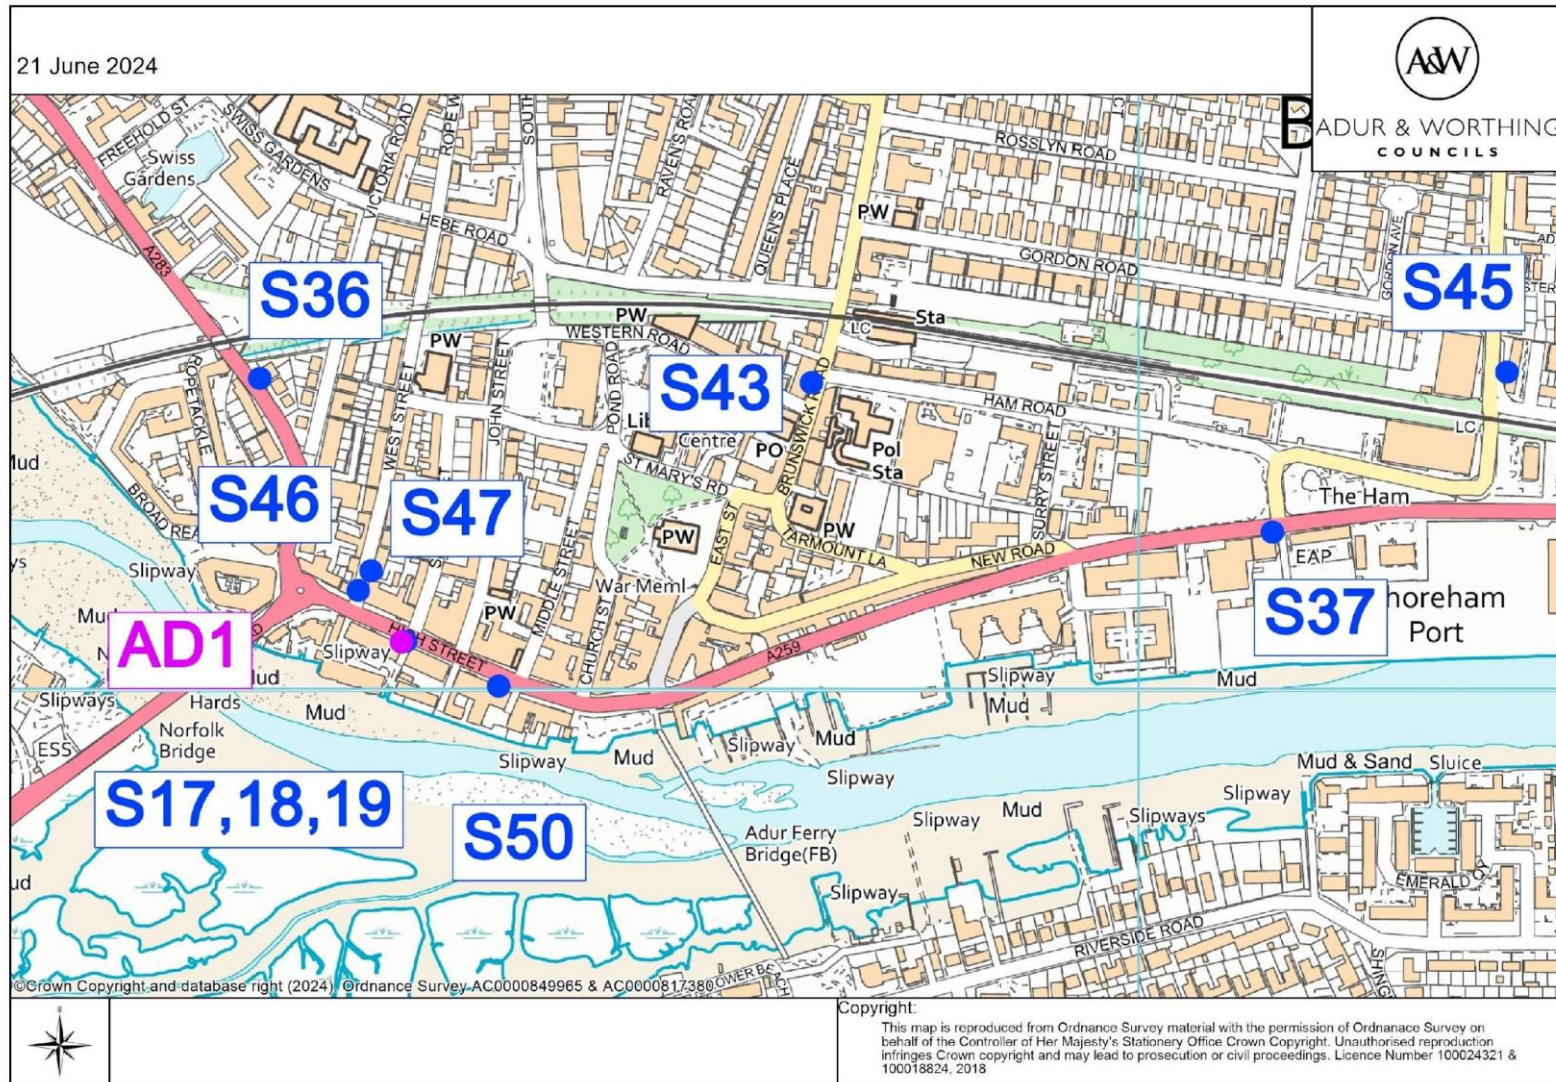 21 June 2024
A&W
ADUR & WORTHING
COUNCILS
B
FREEHOLD ST
SWISS GARDENS
Swiss
Gardens
VICTORIA ROAD
HEBE ROAD
RAVEN'S ROAD
QUEEN'S PLACE
ROSSLYN ROAD
PW
GORDON ROAD
GORDON AVE
A283
S36
S45
PW
WESTERN ROAD
LC
Sta
PW
ROPETACKLE
WEST STREET
JOHN STREET
POND ROAD
S43
BRUNSWICK ROAD
HAM ROAD
LC
Centre
PO
Pol
Sta
ST MARY'S RD
SURRY STREET
The Ham
Mud
S46
S47
PW
PW
EAST ST
TARMOUNT LA
NEW ROAD
EAP
Slipway
MIDDLE STREET
War Meml
CHURCH ST
PW
S37
Port
AD1
Slipway
HIGH STREET
A259
Slipways
Hards
Mud
Slipway
Mud
Mud
ESS
Norfolk
Bridge
Slipway
Mud
Slipway
Mud
Slipway
Mud & Sand
Sluice
S17,18,19
S50
Adur Ferry
Bridge(FB)
Slipway
Mud
Slipways
Slipway
Slipway
RIVERSIDE ROAD
©Crown Copyright and database right (2024). Ordnance Survey AC0000849965 & AC0000817380
Copyright:
This map is reproduced from Ordnance Survey material with the permission of Ordnanace Survey on
behalf of the Controller of Her Majesty's Stationery Office Crown Copyright. Unauthorised reproduction
infringes Crown copyright and may lead to prosecution or civil proceedings. Licence Number 100024321 &
100018824, 2018